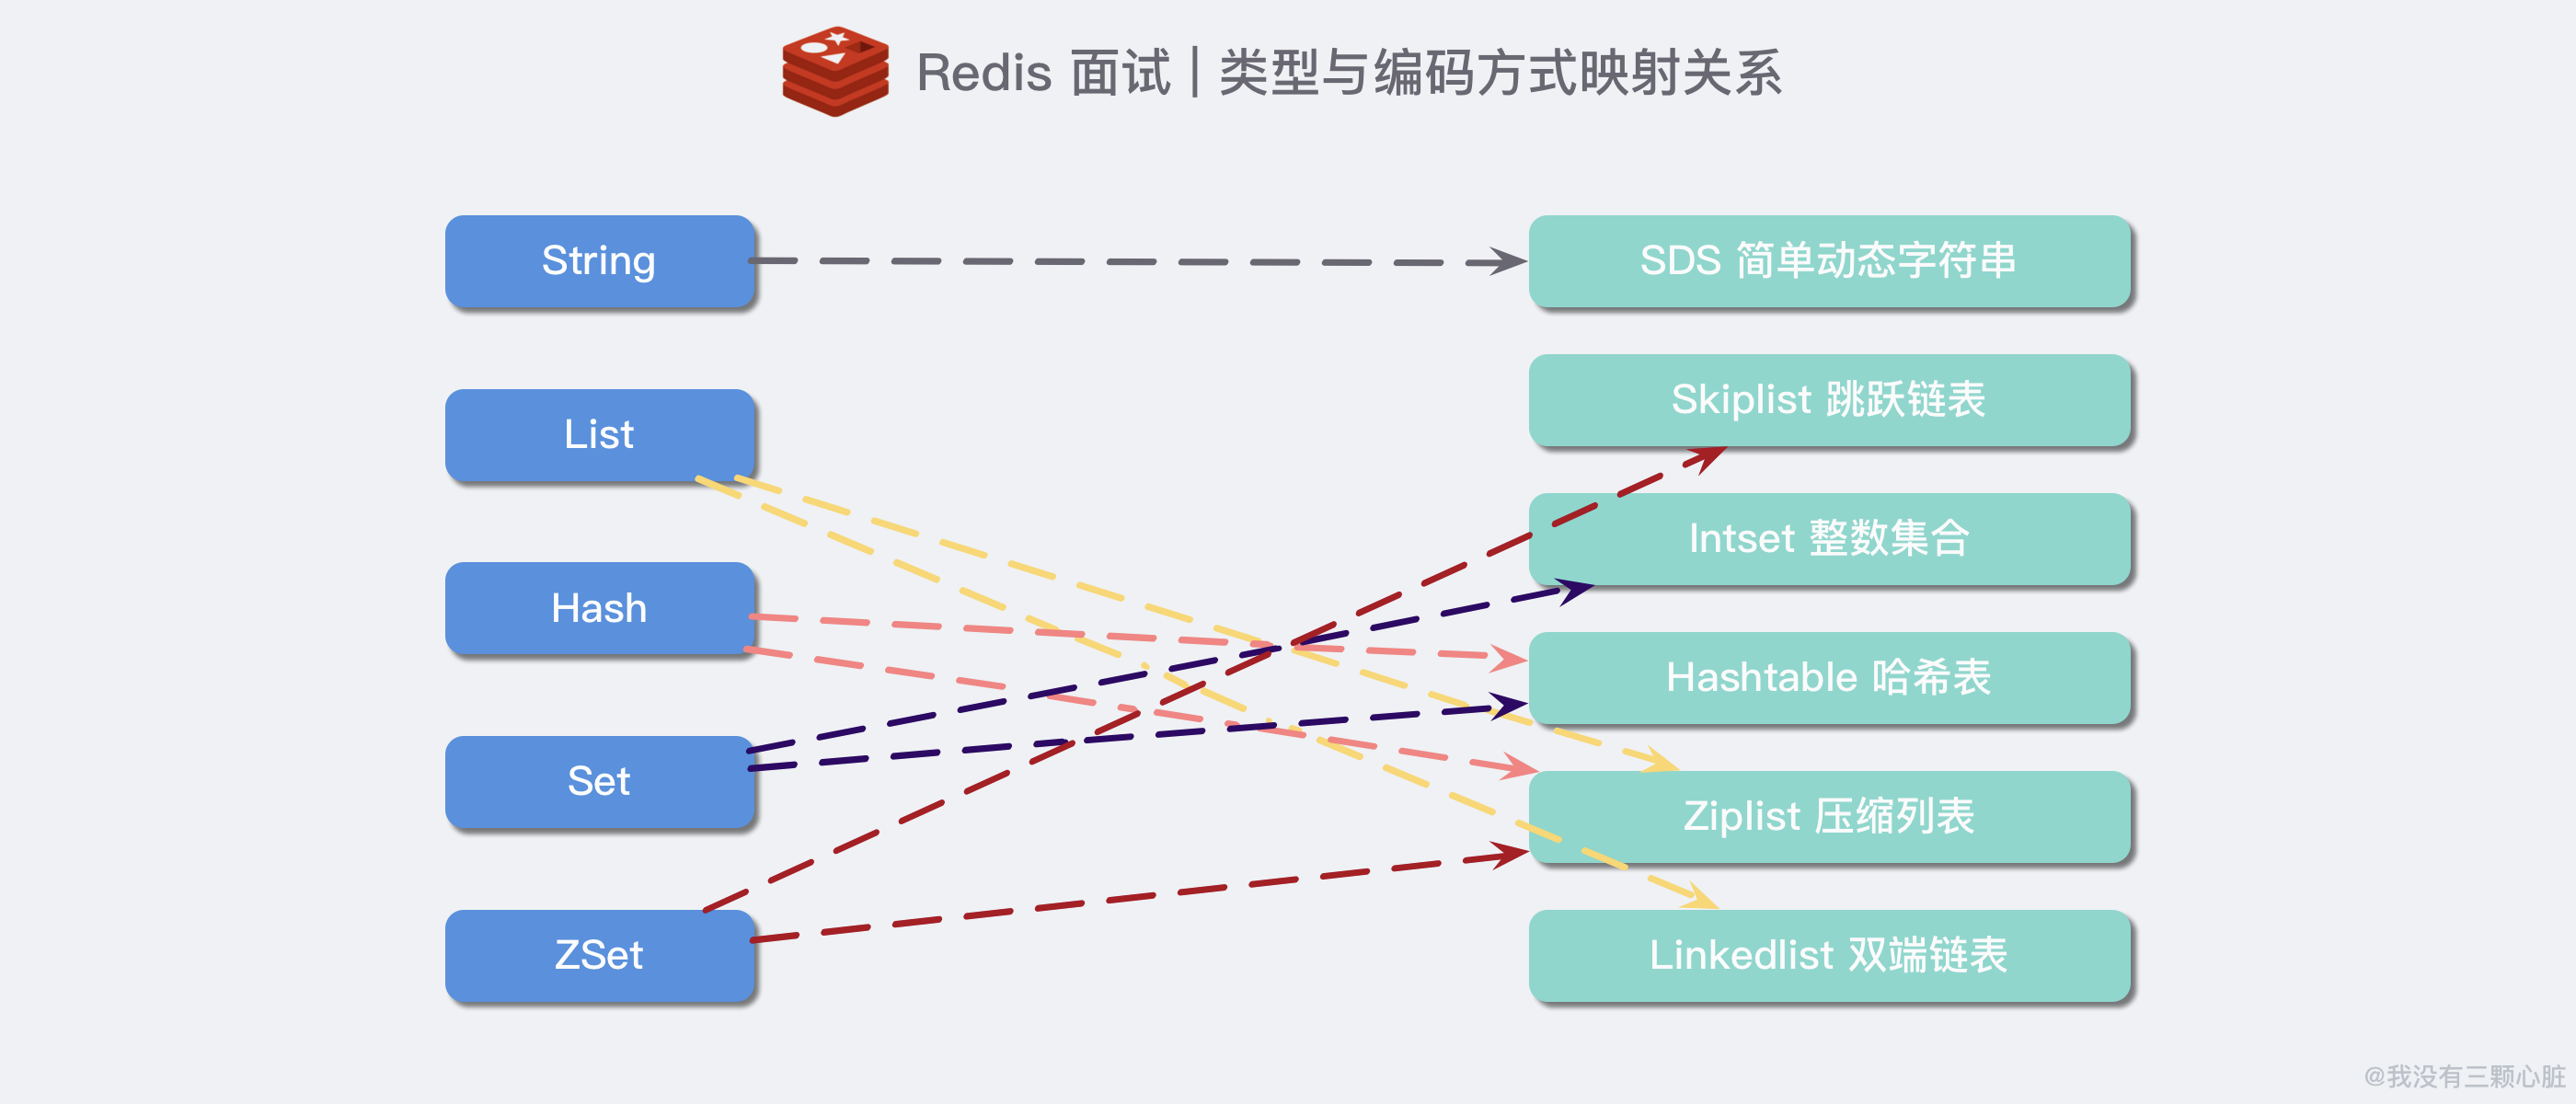 Redis 面试｜类型与编码方式映射关系
String
List
Hash
Set
ZSet
SDS 简单动态字符串
Skiplist 跳跃链表
Intset 整数集合
Hashtable 哈希表
Ziplist 压缩列表
Linkedlist 双端链表
@我没有三颗心脏